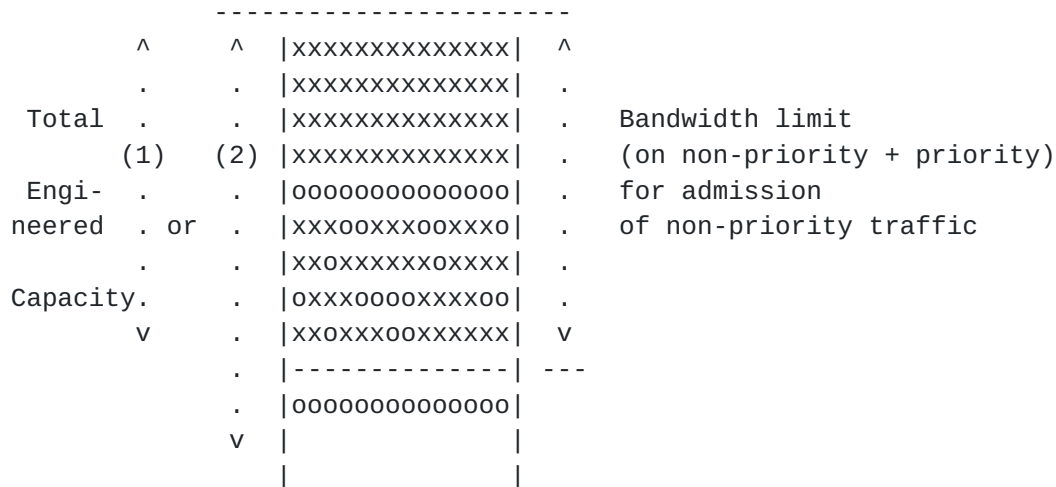 -----------------------
^ ^ |xxxxxxxxxxxxxx| ^
. . |xxxxxxxxxxxxxx| .
Total . . |xxxxxxxxxxxxxx| . Bandwidth limit
(1) (2) |xxxxxxxxxxxxxx| . (on non-priority + priority)
Engi- . . |oooooooooooooo| . for admission
neered . or . |xxxooxxxooxxxo| . of non-priority traffic
. . |xxoxxxxxxoxxxx| .
Capacity. . |oxxxooooxxxxoo| .
v . |xxoxxxooxxxxxx| v
. |--------------| ---
. |oooooooooooooo|
v | |
| |